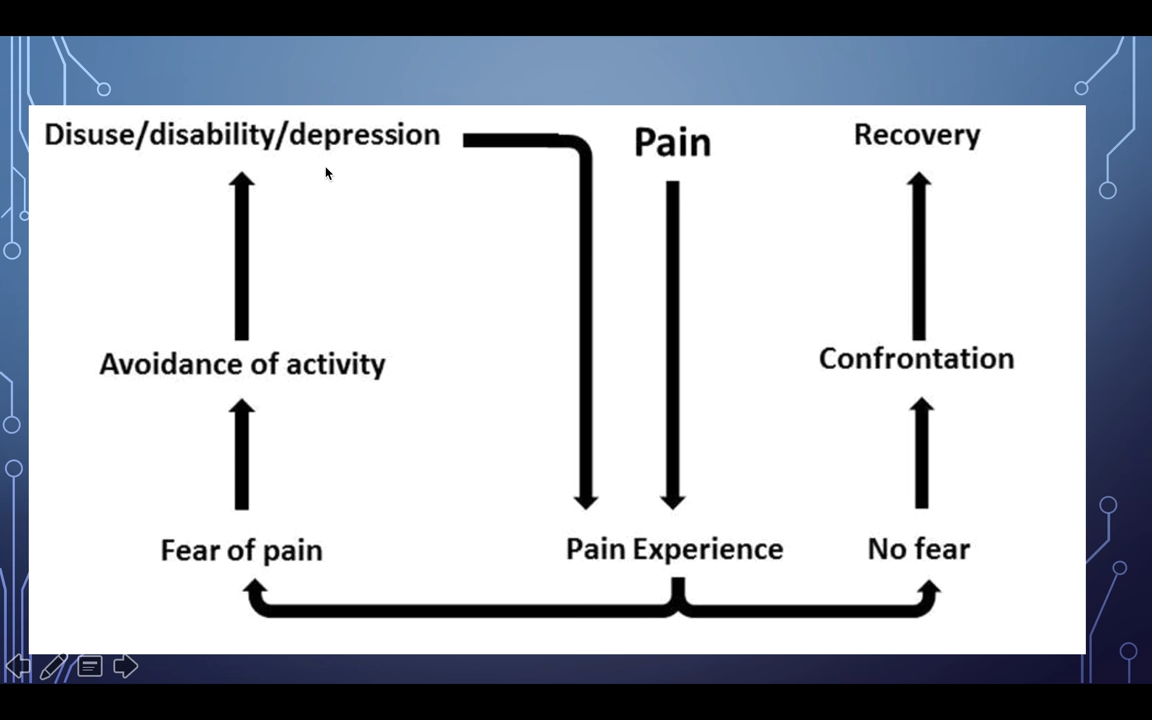 Disuse/disability/depression
Pain
Recovery
Avoidance of activity
Confrontation
Fear of pain
Pain Experience
No fear